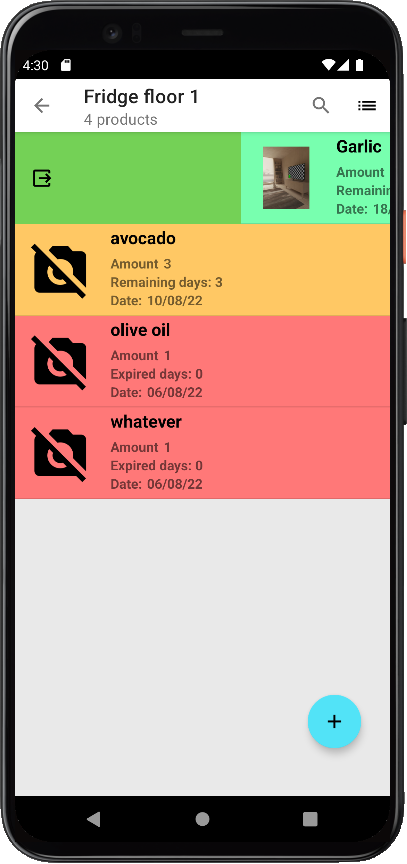 4:30
Fridge floor 1
4 products
Garlic
Amount
Remainin
Date: 18/
avocado
Amount 3
Remaining days: 3
Date: 10/08/22
olive oil
Amount 1
Expired days: 0
Date: 06/08/22
whatever
Amount 1
Expired days: 0
Date: 06/08/22